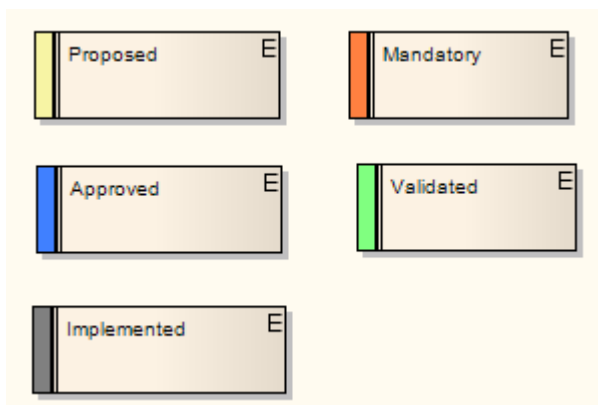 Proposed E
Mandatory E
Approved E
Validated E
Implemented E